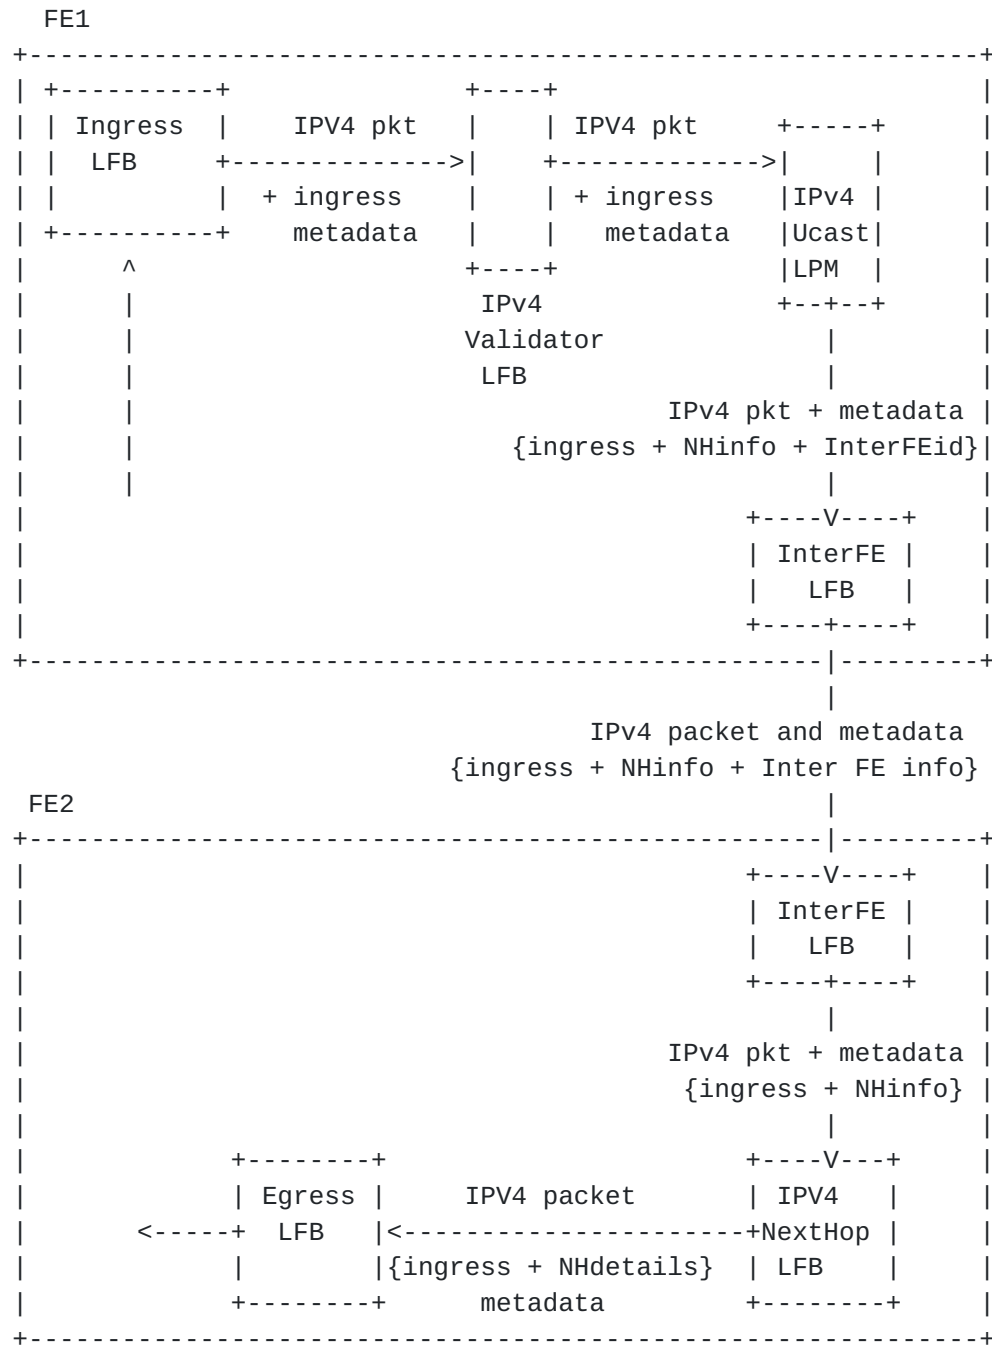 FE1
+-------------------------------------------------------------+
| +----------+               +----+                           |
| | Ingress  |    IPV4 pkt   |    | IPV4 pkt     +-----+      |
| |  LFB     +-------------->|    +------------->|     |      |
| |          |  + ingress    |    | + ingress    |IPv4 |      |
| +----------+    metadata   |    |   metadata   |Ucast|      |
|      ^                     +----+              |LPM  |      |
|      |                      IPv4               +--+--+      |
|      |                     Validator              |         |
|      |                      LFB                   |         |
|      |                                  IPv4 pkt + metadata |
|      |                        {ingress + NHinfo + InterFEid}|
|      |                                            |         |
|                                              +----V----+    |
|                                              | InterFE |    |
|                                              |   LFB   |    |
|                                              +----+----+    |
+---------------------------------------------------|---------+
                                                    |
                                     IPv4 packet and metadata
                            {ingress + NHinfo + Inter FE info}
 FE2                                                |
+---------------------------------------------------|---------+
|                                              +----V----+    |
|                                              | InterFE |    |
|                                              |   LFB   |    |
|                                              +----+----+    |
|                                                   |         |
|                                         IPv4 pkt + metadata |
|                                          {ingress + NHinfo} |
|                                                   |         |
|             +--------+                       +----V---+     |
|             | Egress |     IPV4 packet       | IPV4   |     |
|       <-----+  LFB   |<----------------------+NextHop |     |
|             |        |{ingress + NHdetails}  | LFB    |     |
|             +--------+      metadata         +--------+     |
+-------------------------------------------------------------+